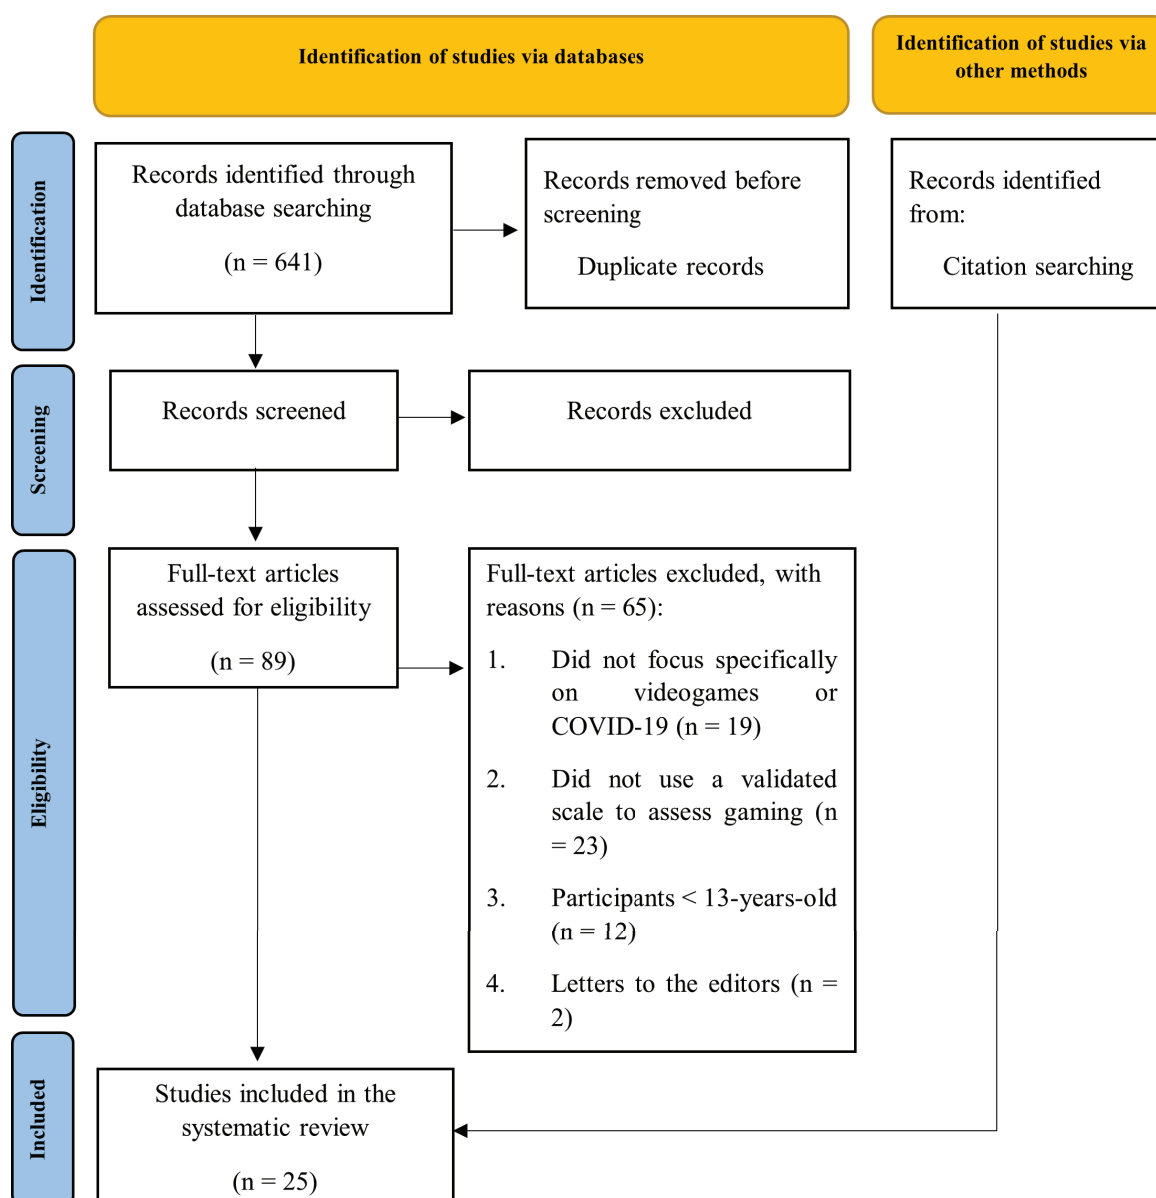 Identification of studies via databases
Identification of studies via
other methods
Identification
Records identified through
database searching
(n = 641)
Records removed before
screening
Duplicate records
Records identified
from:
Citation searching
Screening
Records screened
Records excluded
Eligibility
Full-text articles
assessed for eligibility
(n = 89)
Full-text articles excluded, with
reasons (n = 65):
1. Did not focus specifically
on videogames or
COVID-19 (n = 19)
2. Did not use a validated
scale to assess gaming (n
= 23)
3. Participants < 13-years-old
(n = 12)
4. Letters to the editors (n =
2)
Included
Studies included in the
systematic review
(n = 25)